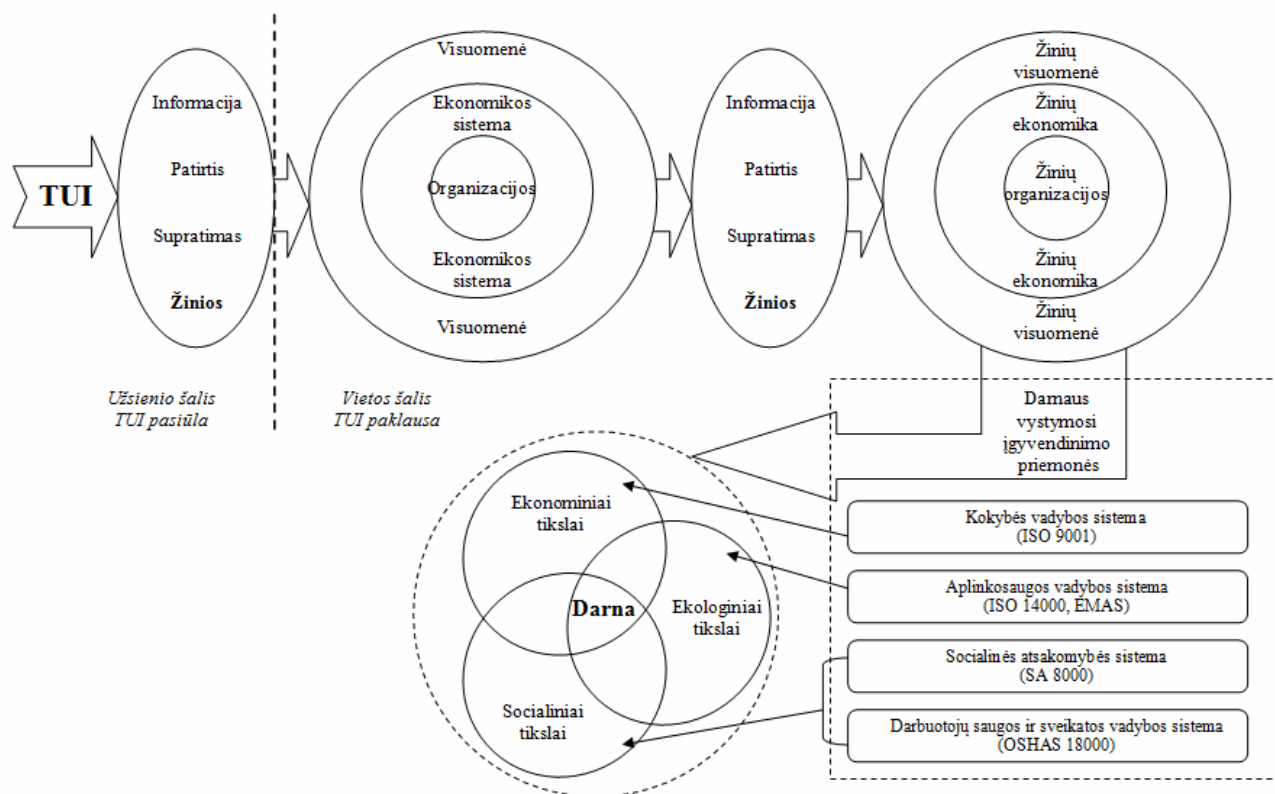 TUI
Informacija
Patirtis
Supratimas
Žinios
Užsienio šalis
TUI pasiūla
Vietos šalis
TUI paklausa
Visuomenė
Ekonomikos
sistema
Organizacijos
Ekonomikos
sistema
Visuomenė
Informacija
Patirtis
Supratimas
Žinios
Žinių
visuomenė
Žinių
ekonomika
Žinių
organizacijos
Žinių
ekonomika
Žinių
visuomenė
Darnaus
vystymosi
įgyvendinimo
priemonės
Ekonominiai
tikslai
Darna
Ekologiniai
tikslai
Socialiniai
tikslai
Kokybės vadybos sistema
(ISO 9001)
Aplinkosaugos vadybos sistema
(ISO 14000, EMAS)
Socialinės atsakomybės sistema
(SA 8000)
Darbuotojų saugos ir sveikatos vadybos sistema
(OSHAS 18000)